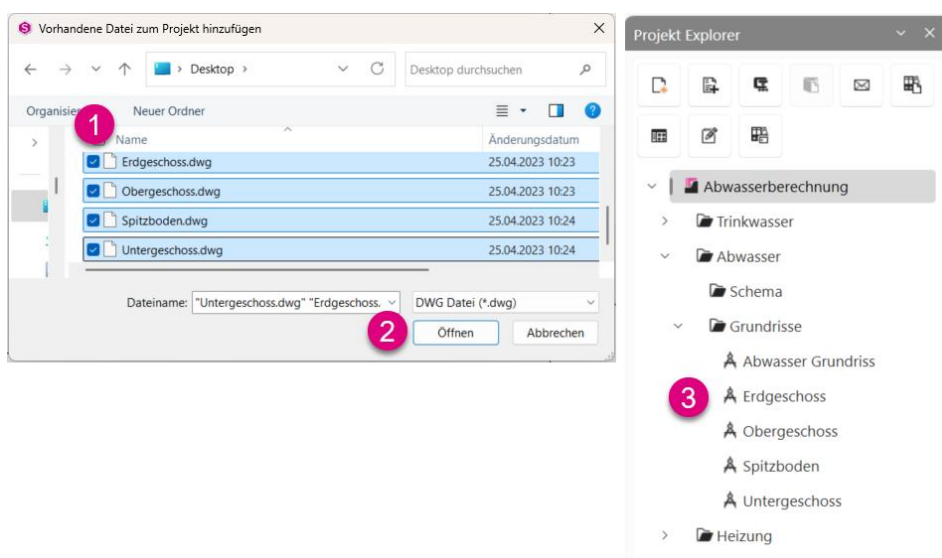 Vorhandene Datei zum Projekt hinzufügen
Desktop
Desktop durchsuchen
Neuer Ordner
1
Name
Änderungsdatum
Erdgeschoss.dwg
25.04.2023 10:23
Obergeschoss.dwg
25.04.2023 10:23
Spitzboden.dwg
25.04.2023 10:24
Untergeschoss.dwg
25.04.2023 10:24
Dateiname:
"Untergeschoss.dwg" "Erdgeschoss.
DWG Datei (*.dwg)
2
Öffnen
Abbrechen
Projekt Explorer
Abwasserberechnung
Trinkwasser
Abwasser
Schema
Grundrisse
Abwasser Grundriss
3
Erdgeschoss
Obergeschoss
Spitzboden
Untergeschoss
Heizung